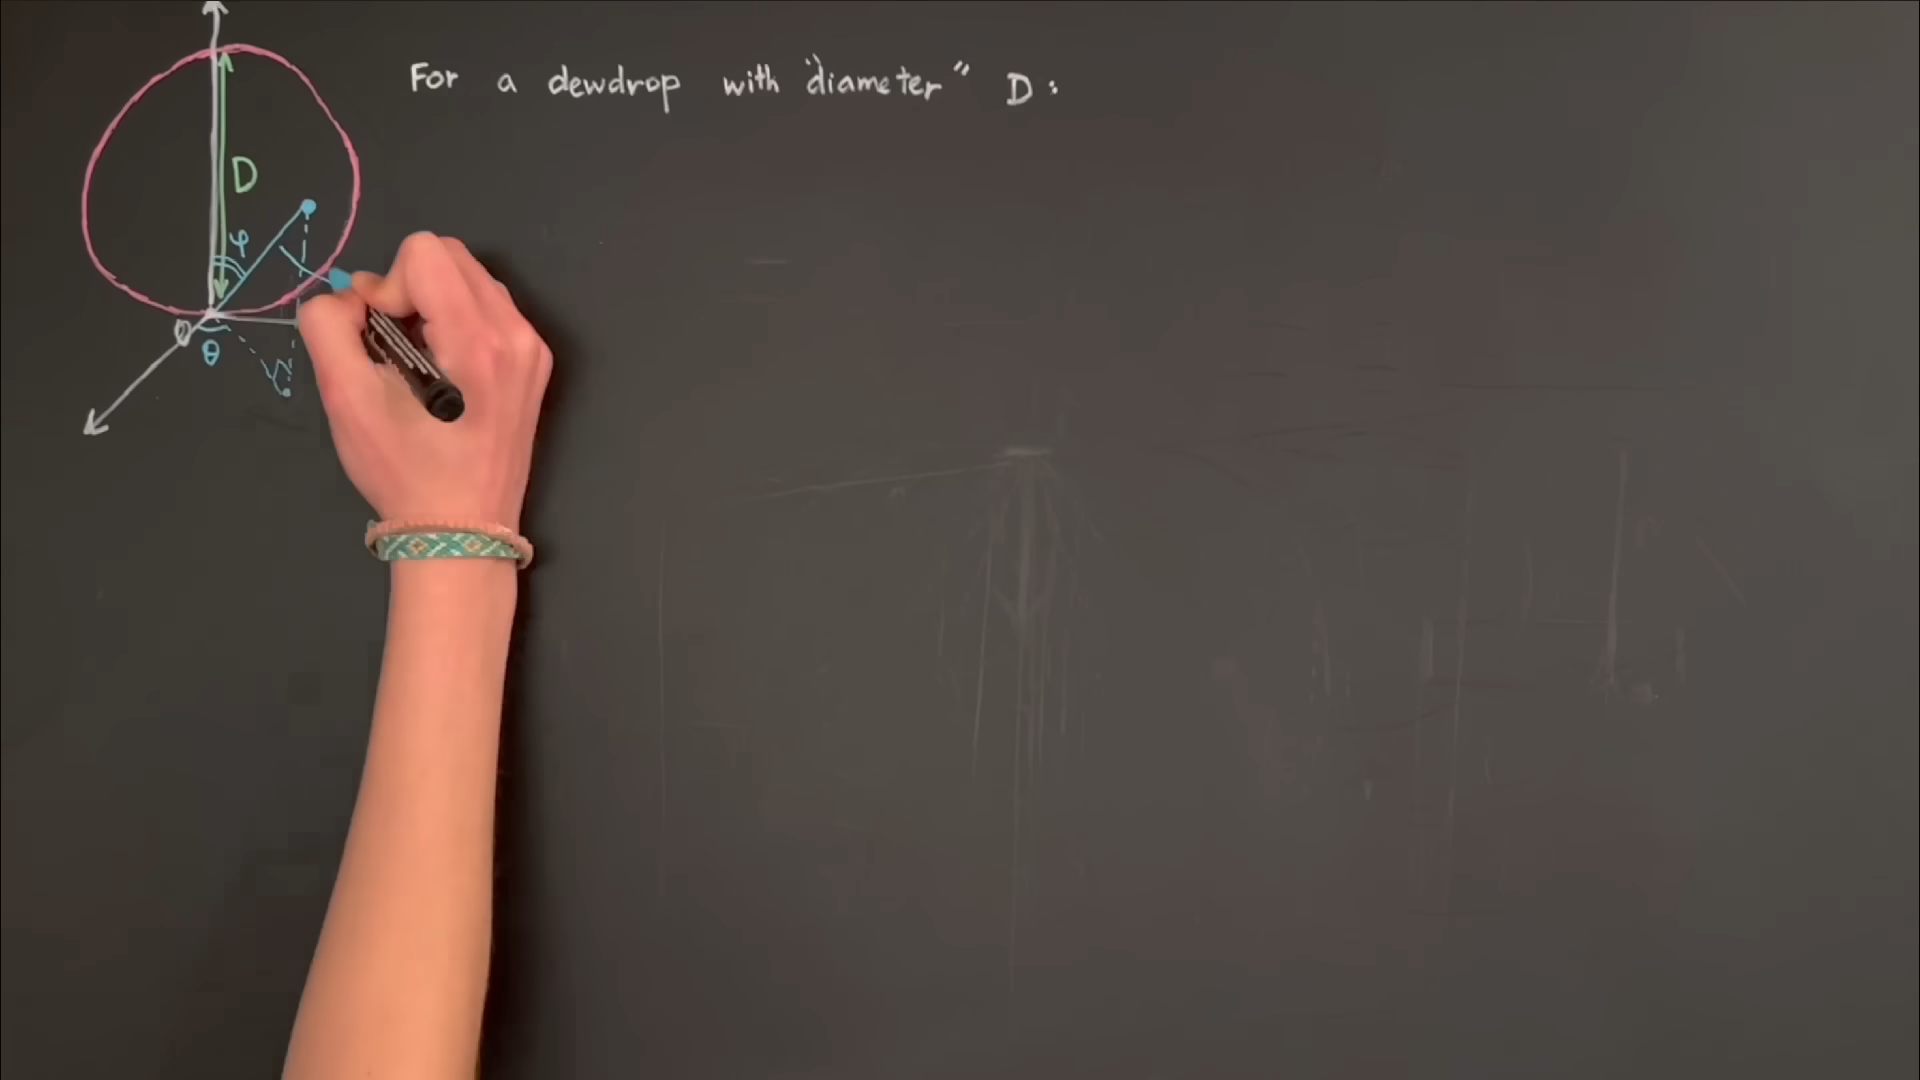 For a dewdrop with "diameter" D:
D
φ
O
θ